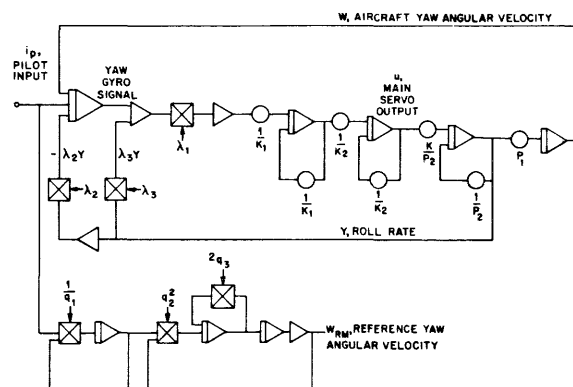 W, AIRCRAFT YAW ANGULAR VELOCITY
iₚ,
PILOT
INPUT
YAW
GYRO
SIGNAL
u,
MAIN
SERVO
OUTPUT
λ₁
1/K₁
1/K₂
K/P₂
P₁
- λ₂Y
λ₃Y
λ₂
λ₃
1/K₁
1/K₂
1/P₂
Y, ROLL RATE
1/q₁
q₂²
2q₃
W_RM, REFERENCE YAW
ANGULAR VELOCITY